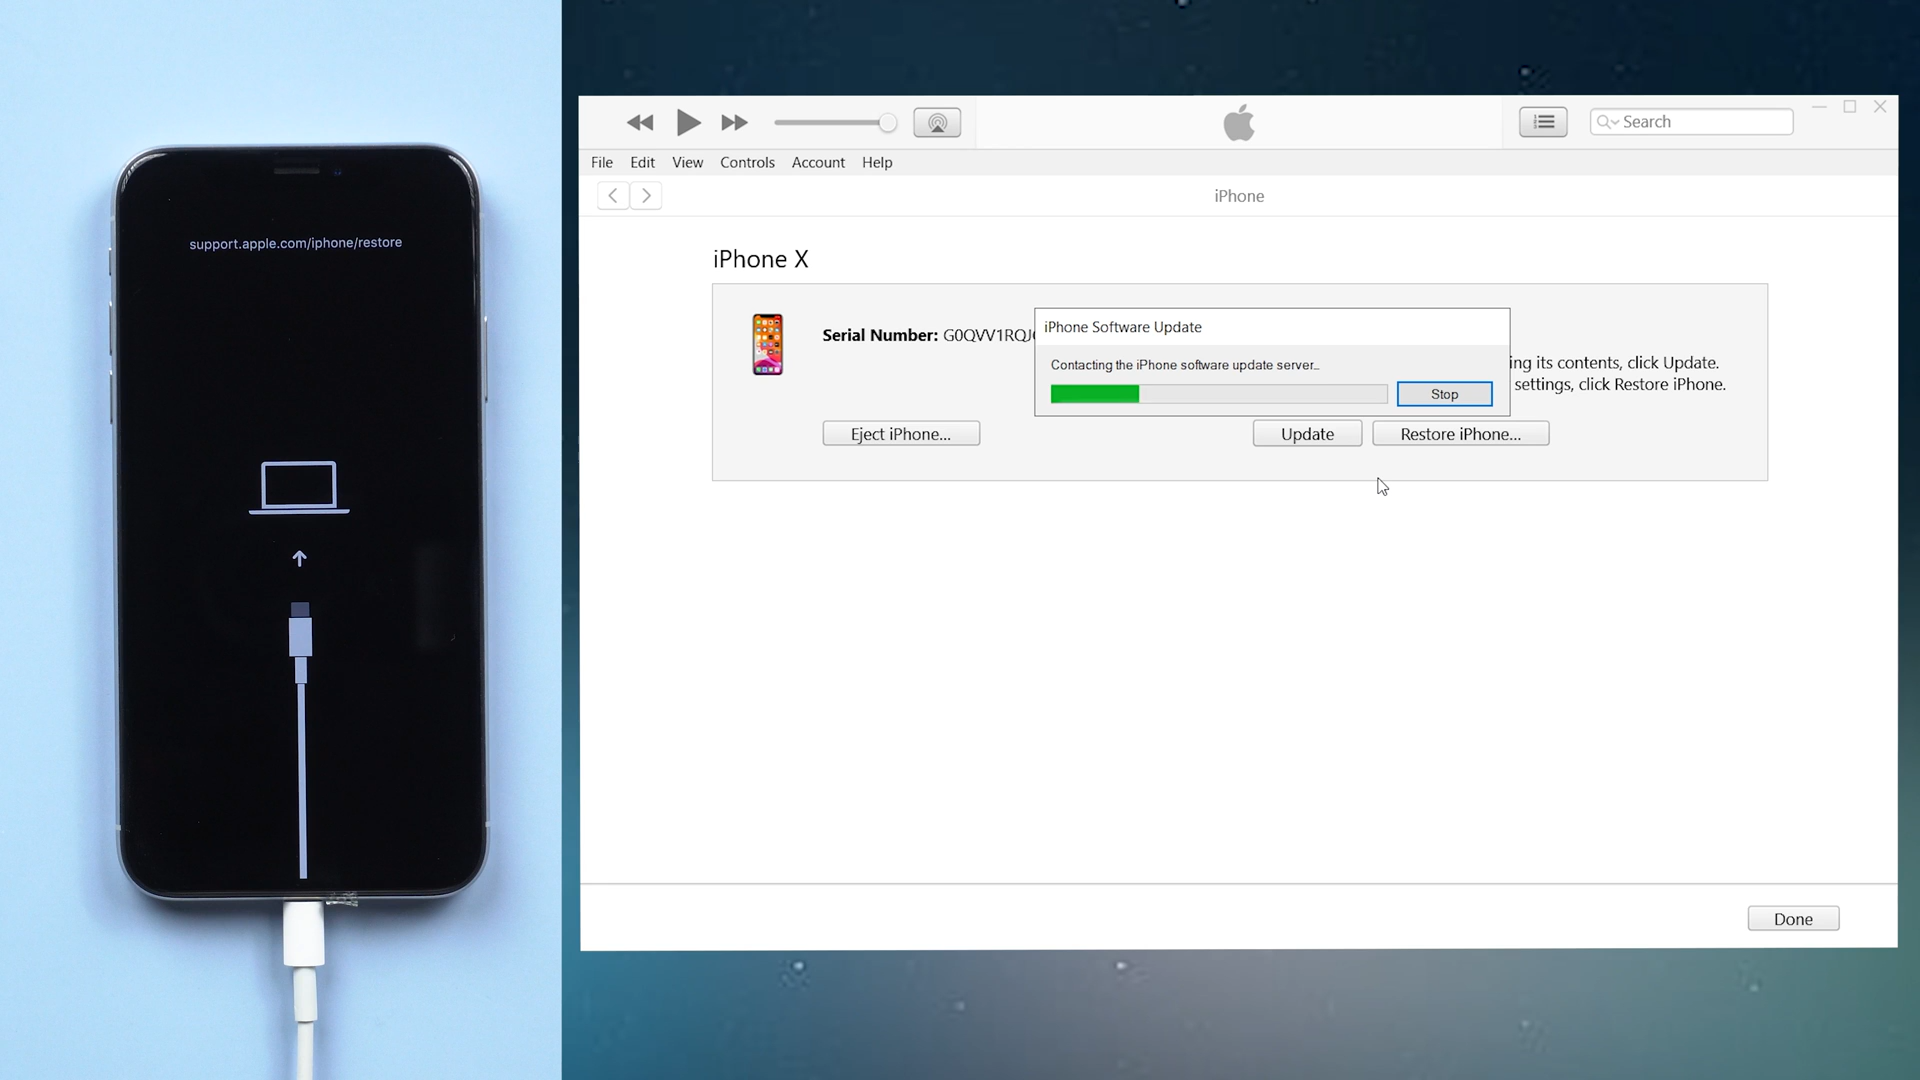 support.apple.com/iphone/restore
Search
File Edit View Controls Account Help
iPhone
iPhone X
Serial Number:
iPhone Software Update
Contacting the iPhone software update server...
Stop
its contents, click Update.
settings, click Restore iPhone.
Eject iPhone...
Update
Restore iPhone...
Done